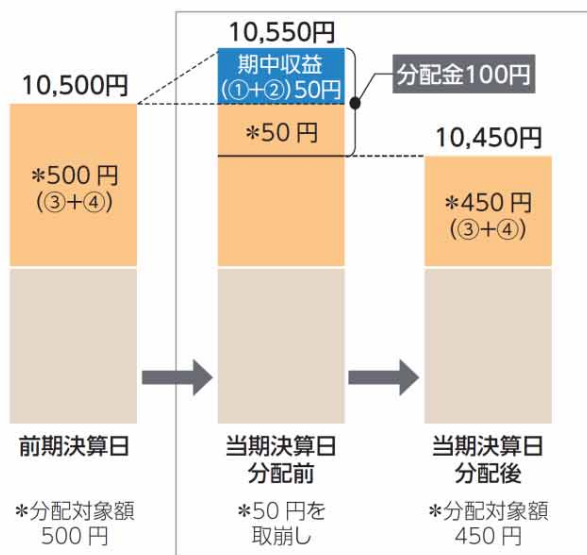 10,550円
期中収益
(①+②)50円
分配金100円
10,500円
*50円
10,450円
*500円
(③+④)
*450円
(③+④)
前期決算日
当期決算日
分配前
当期決算日
分配後
*分配対象額
500円
*50円を
取崩し
*分配対象額
450円